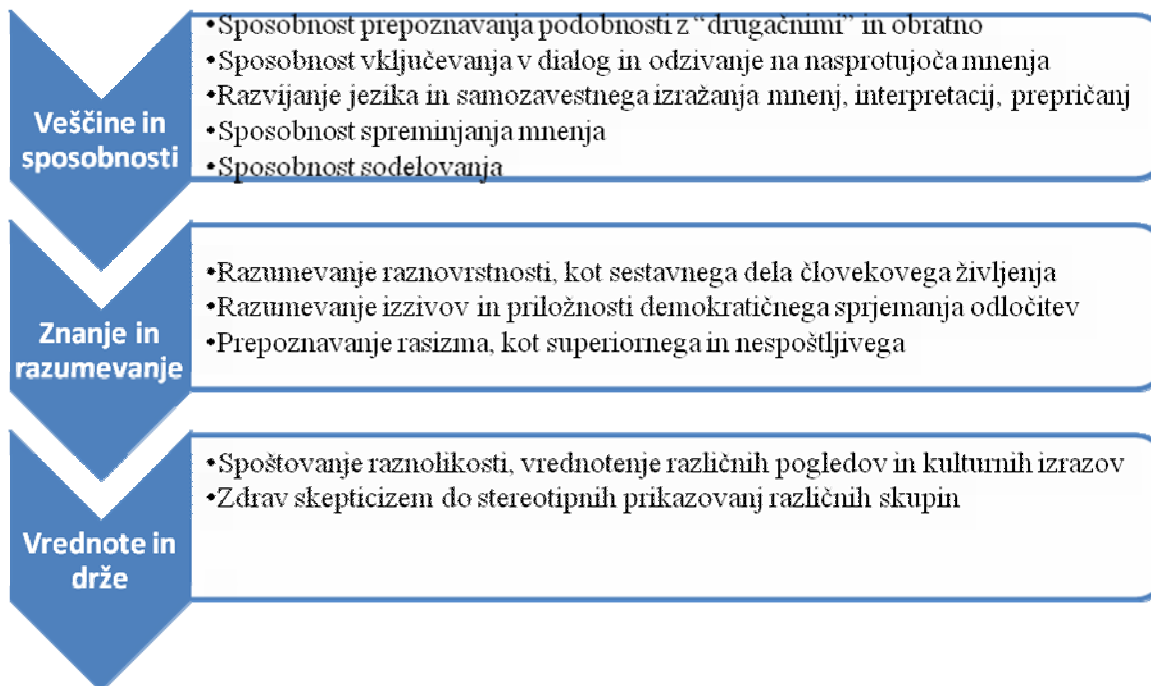 Veščine in
sposobnosti
•Sposobnost prepoznavanja podobnosti z “drugačnimi” in obratno
•Sposobnost vključevanja v dialog in odzivanje na nasprotujoča mnenja
•Razvijanje jezika in samozavestnega izražanja mnenj, interpretacij, prepričanj
•Sposobnost spreminjanja mnenja
•Sposobnost sodelovanja
Znanje in
razumevanje
•Razumevanje raznovrstnosti, kot sestavnega dela človekovega življenja
•Razumevanje izzivov in priložnosti demokratičnega sprjemanja odločitev
•Prepoznavanje rasizma, kot superiornega in nespoštljivega
Vrednote in
drže
•Spoštovanje raznolikosti, vrednotenje različnih pogledov in kulturnih izrazov
•Zdrav skepticizem do stereotipnih prikazovanj različnih skupin